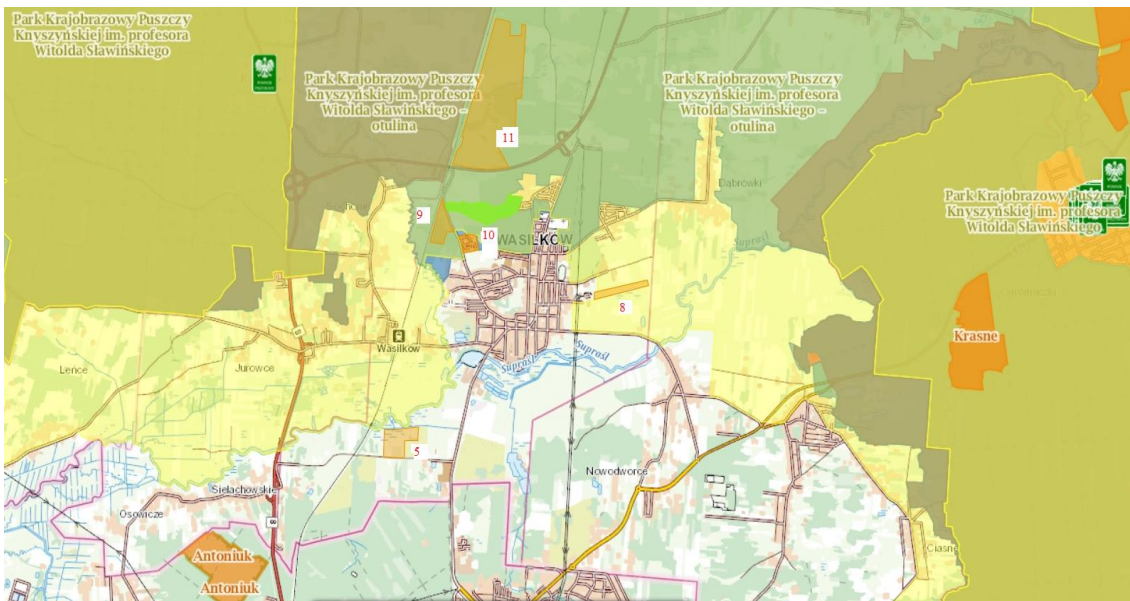 Park Krajobrazowy Puszczy
Knyszyńskiej im. profesora
Witolda Sławińskiego
Park Krajobrazowy Puszczy
Knyszyńskiej im. profesora
Witolda Sławińskiego –
otulina
Park Krajobrazowy Puszczy
Knyszyńskiej im. profesora
Witolda Sławińskiego –
otulina
11
Dąbrówki
Park Krajobrazowy Puszczy
Knyszyńskiej im. profesora
Witolda Sławińskiego
9
10
WASILKÓW
Supraśl
8
Krasne
Wasilków
Supraśl
Supraśl
Leńce
Jurowce
5
Nowodworce
Sielachowskie
Osowicze
Ciasne
Antoniuk
Antoniuk